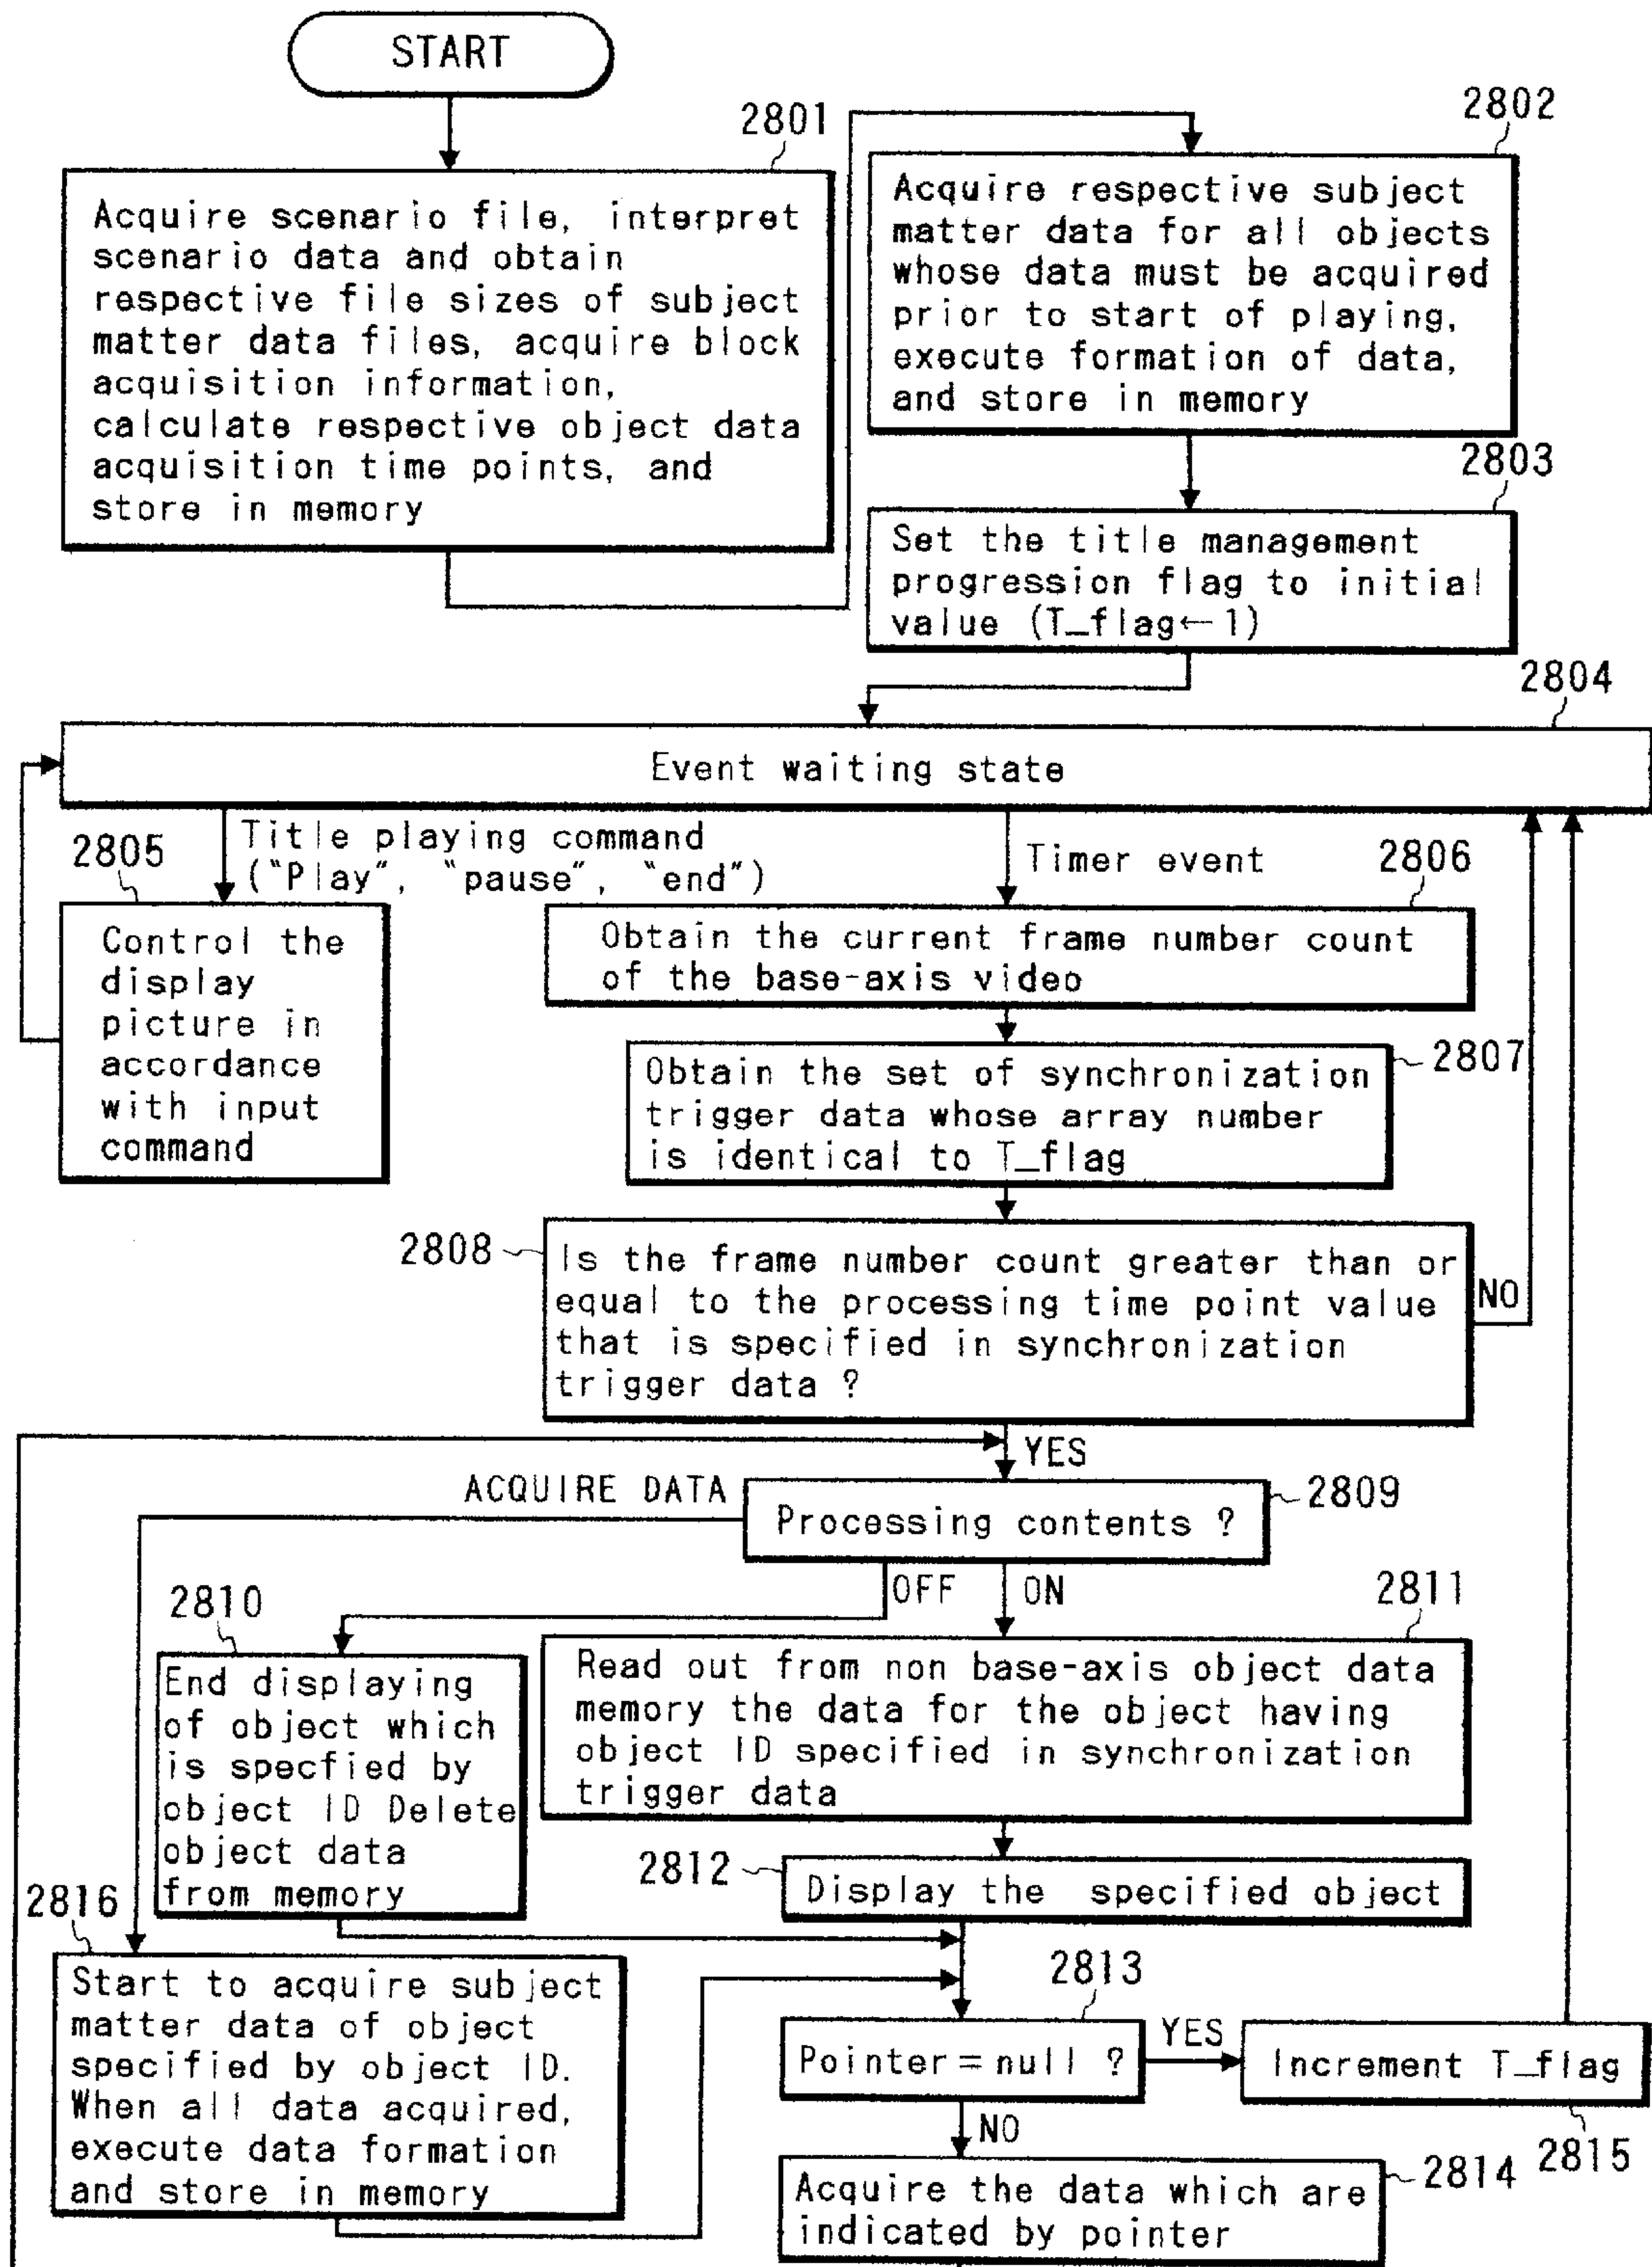 START
2801
Acquire scenario file, interpret
scenario data and obtain
respective file sizes of subject
matter data files, acquire block
acquisition information,
calculate respective object data
acquisition time points, and
store in memory
2802
Acquire respective subject
matter data for all objects
whose data must be acquired
prior to start of playing,
execute formation of data,
and store in memory
2803
Set the title management
progression flag to initial
value (T_flag←1)
2804
Event waiting state
Title playing command
("Play", "pause", "end")
2805
Control the
display
picture in
accordance
with input
command
Timer event
2806
Obtain the current frame number count
of the base-axis video
2807
Obtain the set of synchronization
trigger data whose array number
is identical to T_flag
2808
Is the frame number count greater than or
equal to the processing time point value
that is specified in synchronization
trigger data ?
NO
YES
ACQUIRE DATA
2809
Processing contents ?
OFF
ON
2810
End displaying
of object which
is specfied by
object ID Delete
object data
from memory
2811
Read out from non base-axis object data
memory the data for the object having
object ID specified in synchronization
trigger data
2812
Display the specified object
2816
Start to acquire subject
matter data of object
specified by object ID.
When all data acquired,
execute data formation
and store in memory
2813
Pointer=null ?
YES
Increment T_flag
2815
NO
2814
Acquire the data which are
indicated by pointer